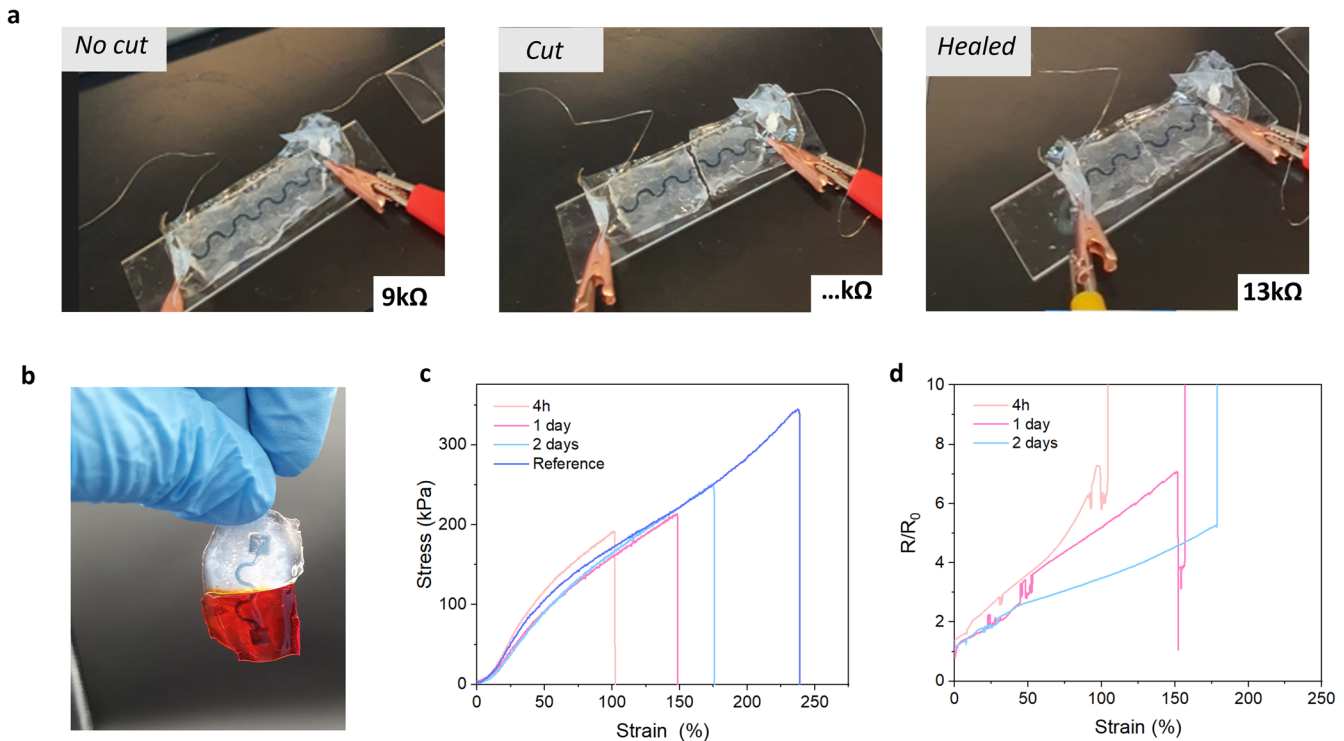 a
No cut
Cut
Healed
9kΩ
...kΩ
13kΩ
b
c
4h
1 day
2 days
Reference
Stress (kPa)
300
200
100
0
0 50 100 150 200 250
Strain (%)
d
4h
1 day
2 days
R/R0
10
8
6
4
2
0
0 50 100 150 200 250
Strain (%)